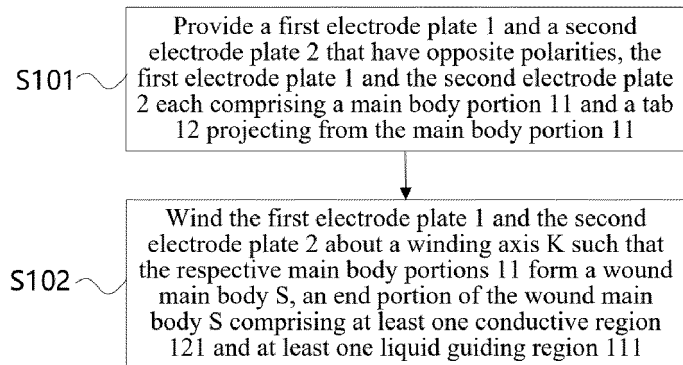 S101
Provide a first electrode plate 1 and a second
electrode plate 2 that have opposite polarities, the
first electrode plate 1 and the second electrode plate
2 each comprising a main body portion 11 and a tab
12 projecting from the main body portion 11
S102
Wind the first electrode plate 1 and the second
electrode plate 2 about a winding axis K such that
the respective main body portions 11 form a wound
main body S, an end portion of the wound main
body S comprising at least one conductive region
121 and at least one liquid guiding region 111